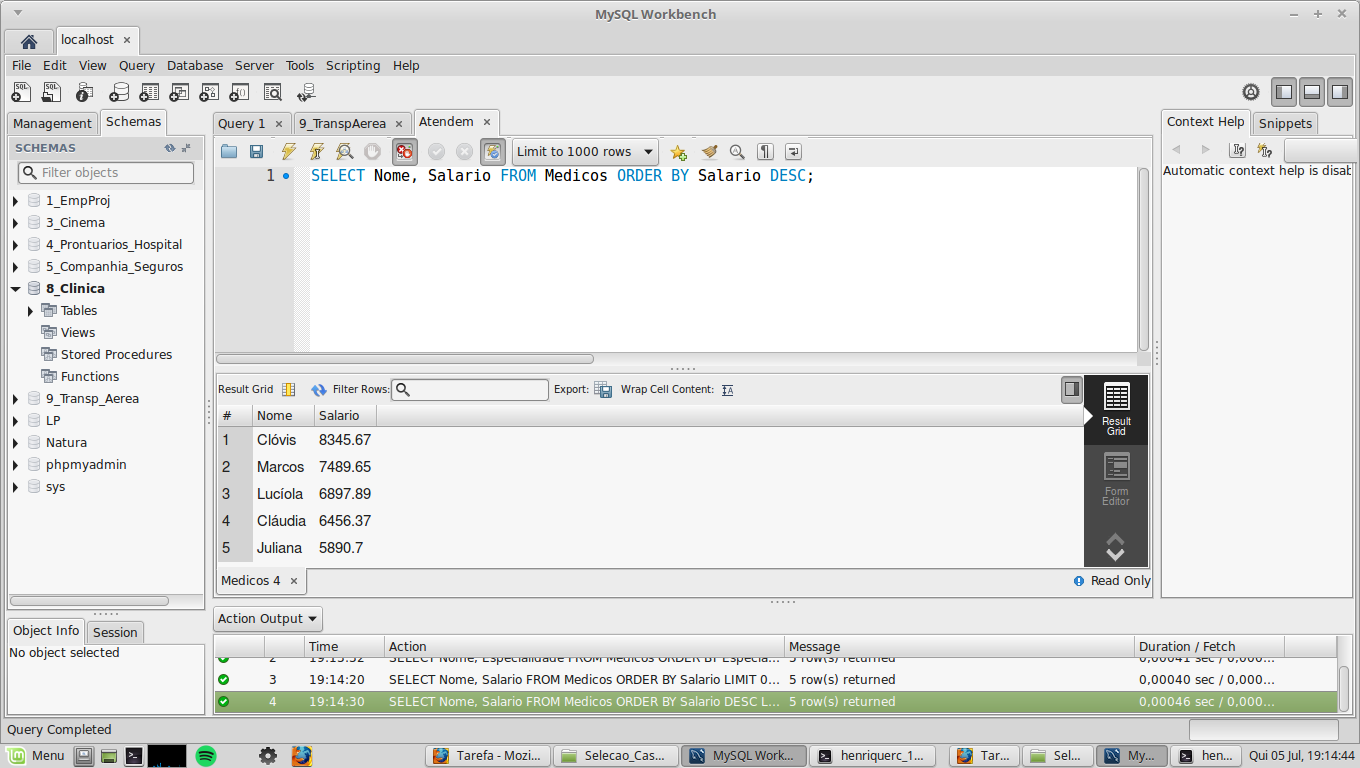 MySQL Workbench
localhost ×
File Edit View Query Database Server Tools Scripting Help
Management Schemas
SCHEMAS
Filter objects
1_EmpProj
3_Cinema
4_Prontuarios_Hospital
5_Companhia_Seguros
8_Clinica
Tables
Views
Stored Procedures
Functions
9_Transp_Aerea
LP
Natura
phpmyadmin
sys
Object Info Session
No object selected
Query 1 × 9_TranspAerea × Atendem ×
Limit to 1000 rows
1 SELECT Nome, Salario FROM Medicos ORDER BY Salario DESC;
Result Grid Filter Rows: Export: Wrap Cell Content:
# Nome Salario
1 Clóvis 8345.67
2 Marcos 7489.65
3 Lucíola 6897.89
4 Cláudia 6456.37
5 Juliana 5890.7
Result
Grid
Form
Editor
Medicos 4 × Read Only
Context Help Snippets
Automatic context help is disab
Action Output
Time Action Message Duration / Fetch
2 19:13:52 SELECT Nome, Especialidade FROM Medicos ORDER BY Especia... 5 row(s) returned 0,00041 sec / 0,000...
3 19:14:20 SELECT Nome, Salario FROM Medicos ORDER BY Salario LIMIT 0... 5 row(s) returned 0,00040 sec / 0,000...
4 19:14:30 SELECT Nome, Salario FROM Medicos ORDER BY Salario DESC L... 5 row(s) returned 0,00046 sec / 0,000...
Query Completed
Menu Tarefa - Mozi... Selecao_Cas... MySQL Work... henriquerc_1... Tar... Sel... My... hen... Qui 05 Jul, 19:14:44